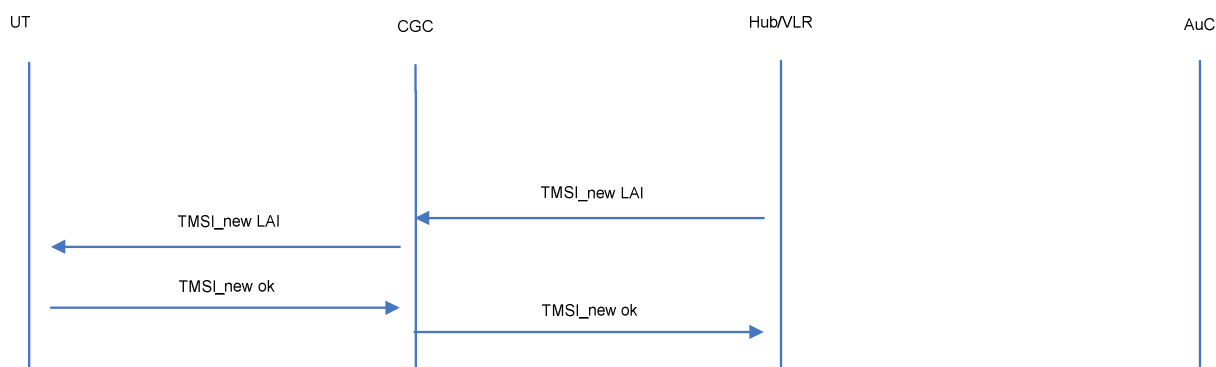 UT
CGC
Hub/VLR
AuC
TMSI_new LAI
TMSI_new LAI
TMSI_new ok
TMSI_new ok